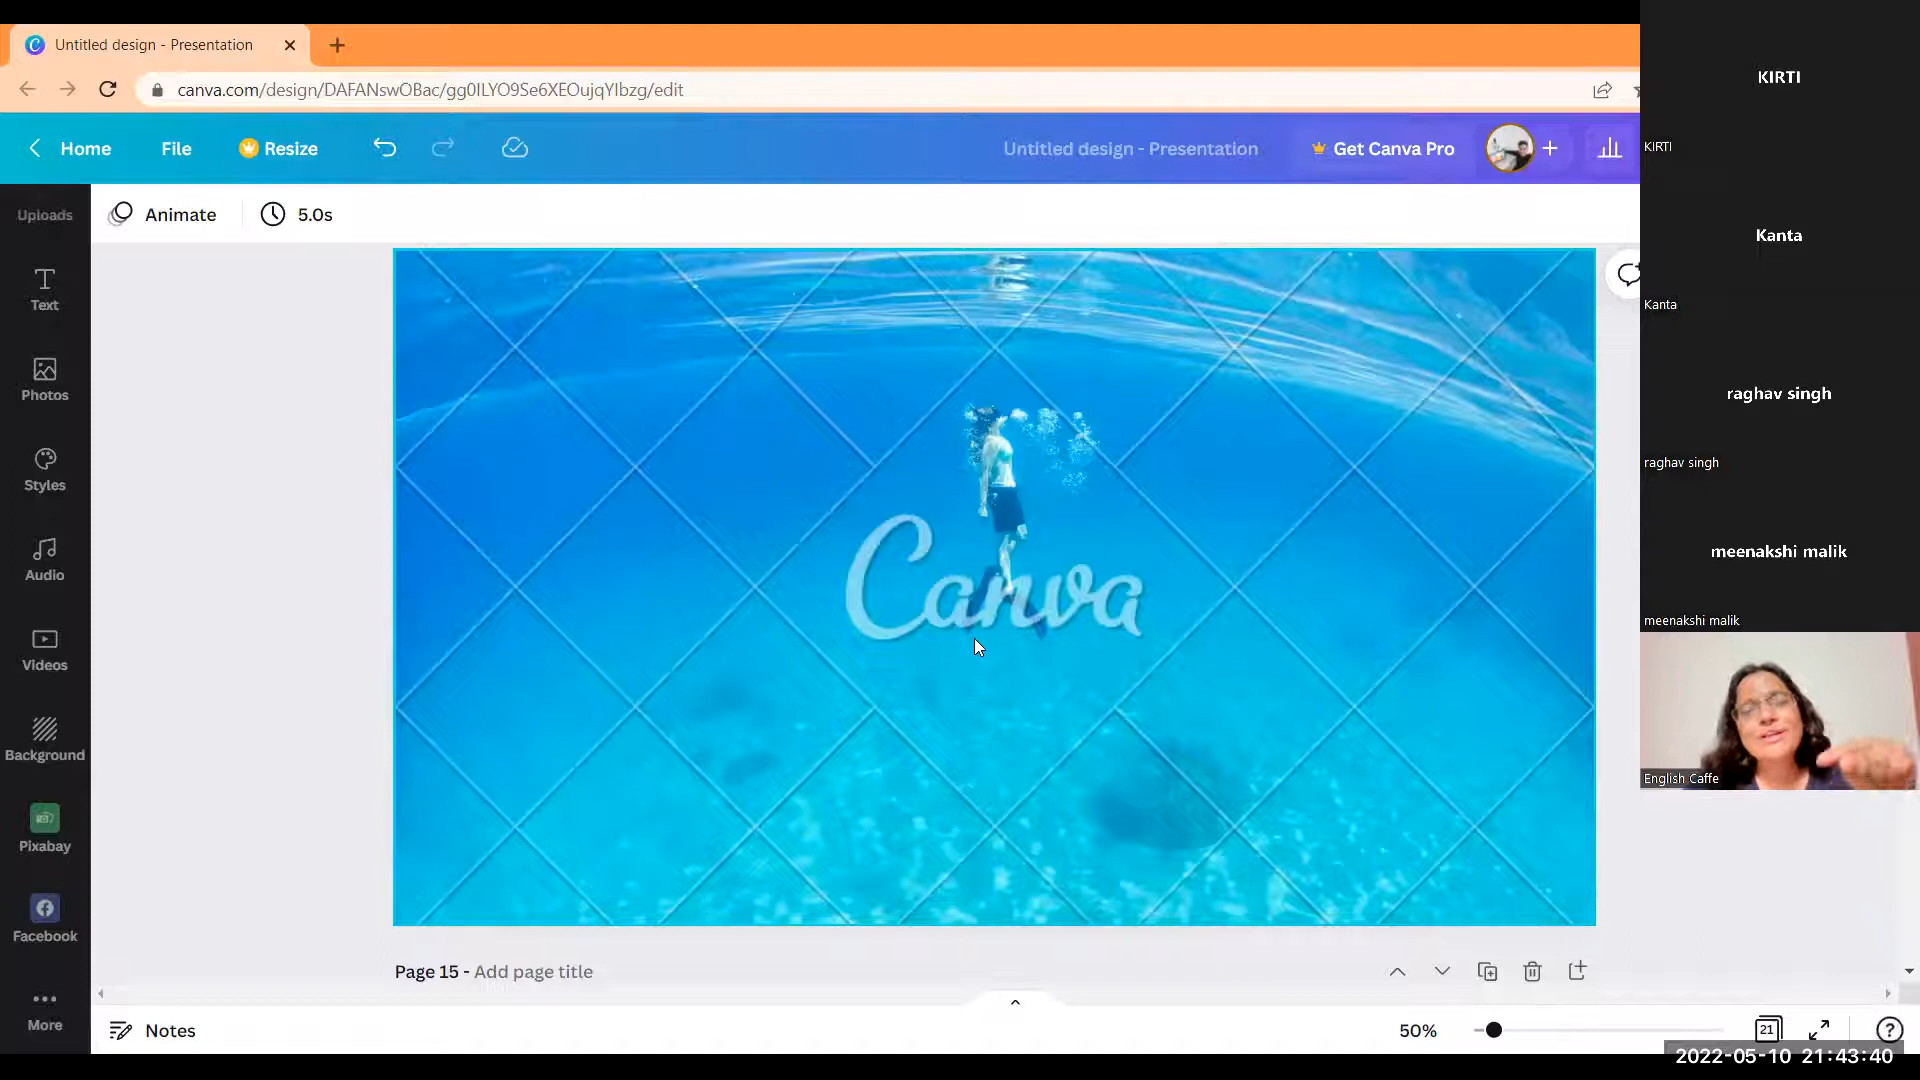 Untitled design - Presentation
canva.com/design/DAFANswOBac/gg0ILYO9Se6XEOujqYIbzg/edit
Home File Resize Untitled design - Presentation Get Canva Pro
Uploads
Animate 5.0s
Text
Photos
Styles
Audio
Videos
Background
Pixabay
Facebook
More
Canva
Page 15 - Add page title
Notes 50% 21
KIRTI
KIRTI
Kanta
Kanta
raghav singh
raghav singh
meenakshi malik
meenakshi malik
English Caffe
2022-05-10 21:43:40